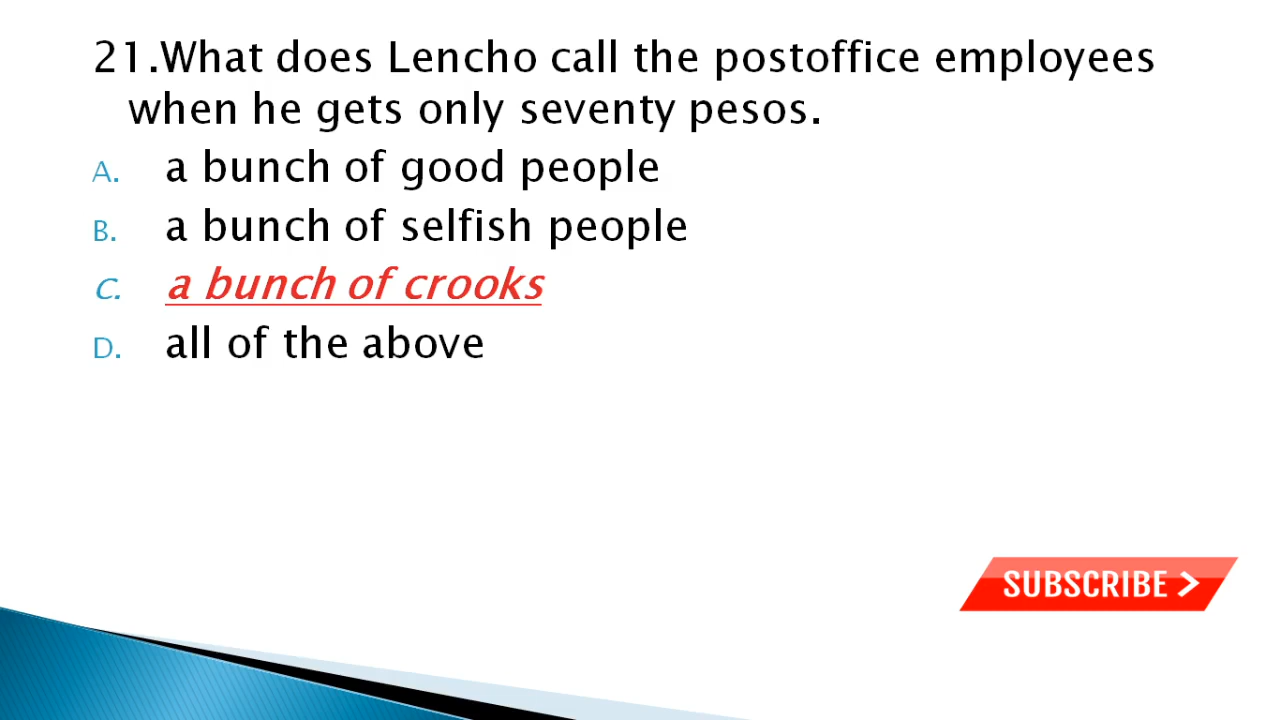 21.What does Lencho call the postoffice employees
when he gets only seventy pesos.
A. a bunch of good people
B. a bunch of selfish people
C. a bunch of crooks
D. all of the above
SUBSCRIBE >